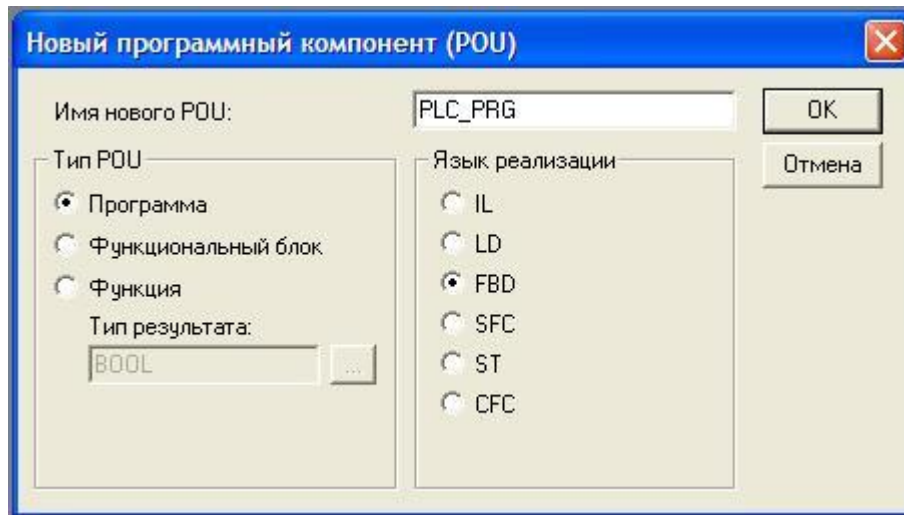 Новый программный компонент (POU)
Имя нового POU: PLC_PRG OK
Отмена
Тип POU
Программа
Функциональный блок
Функция
Тип результата:
BOOL ...
Язык реализации
IL
LD
FBD
SFC
ST
CFC